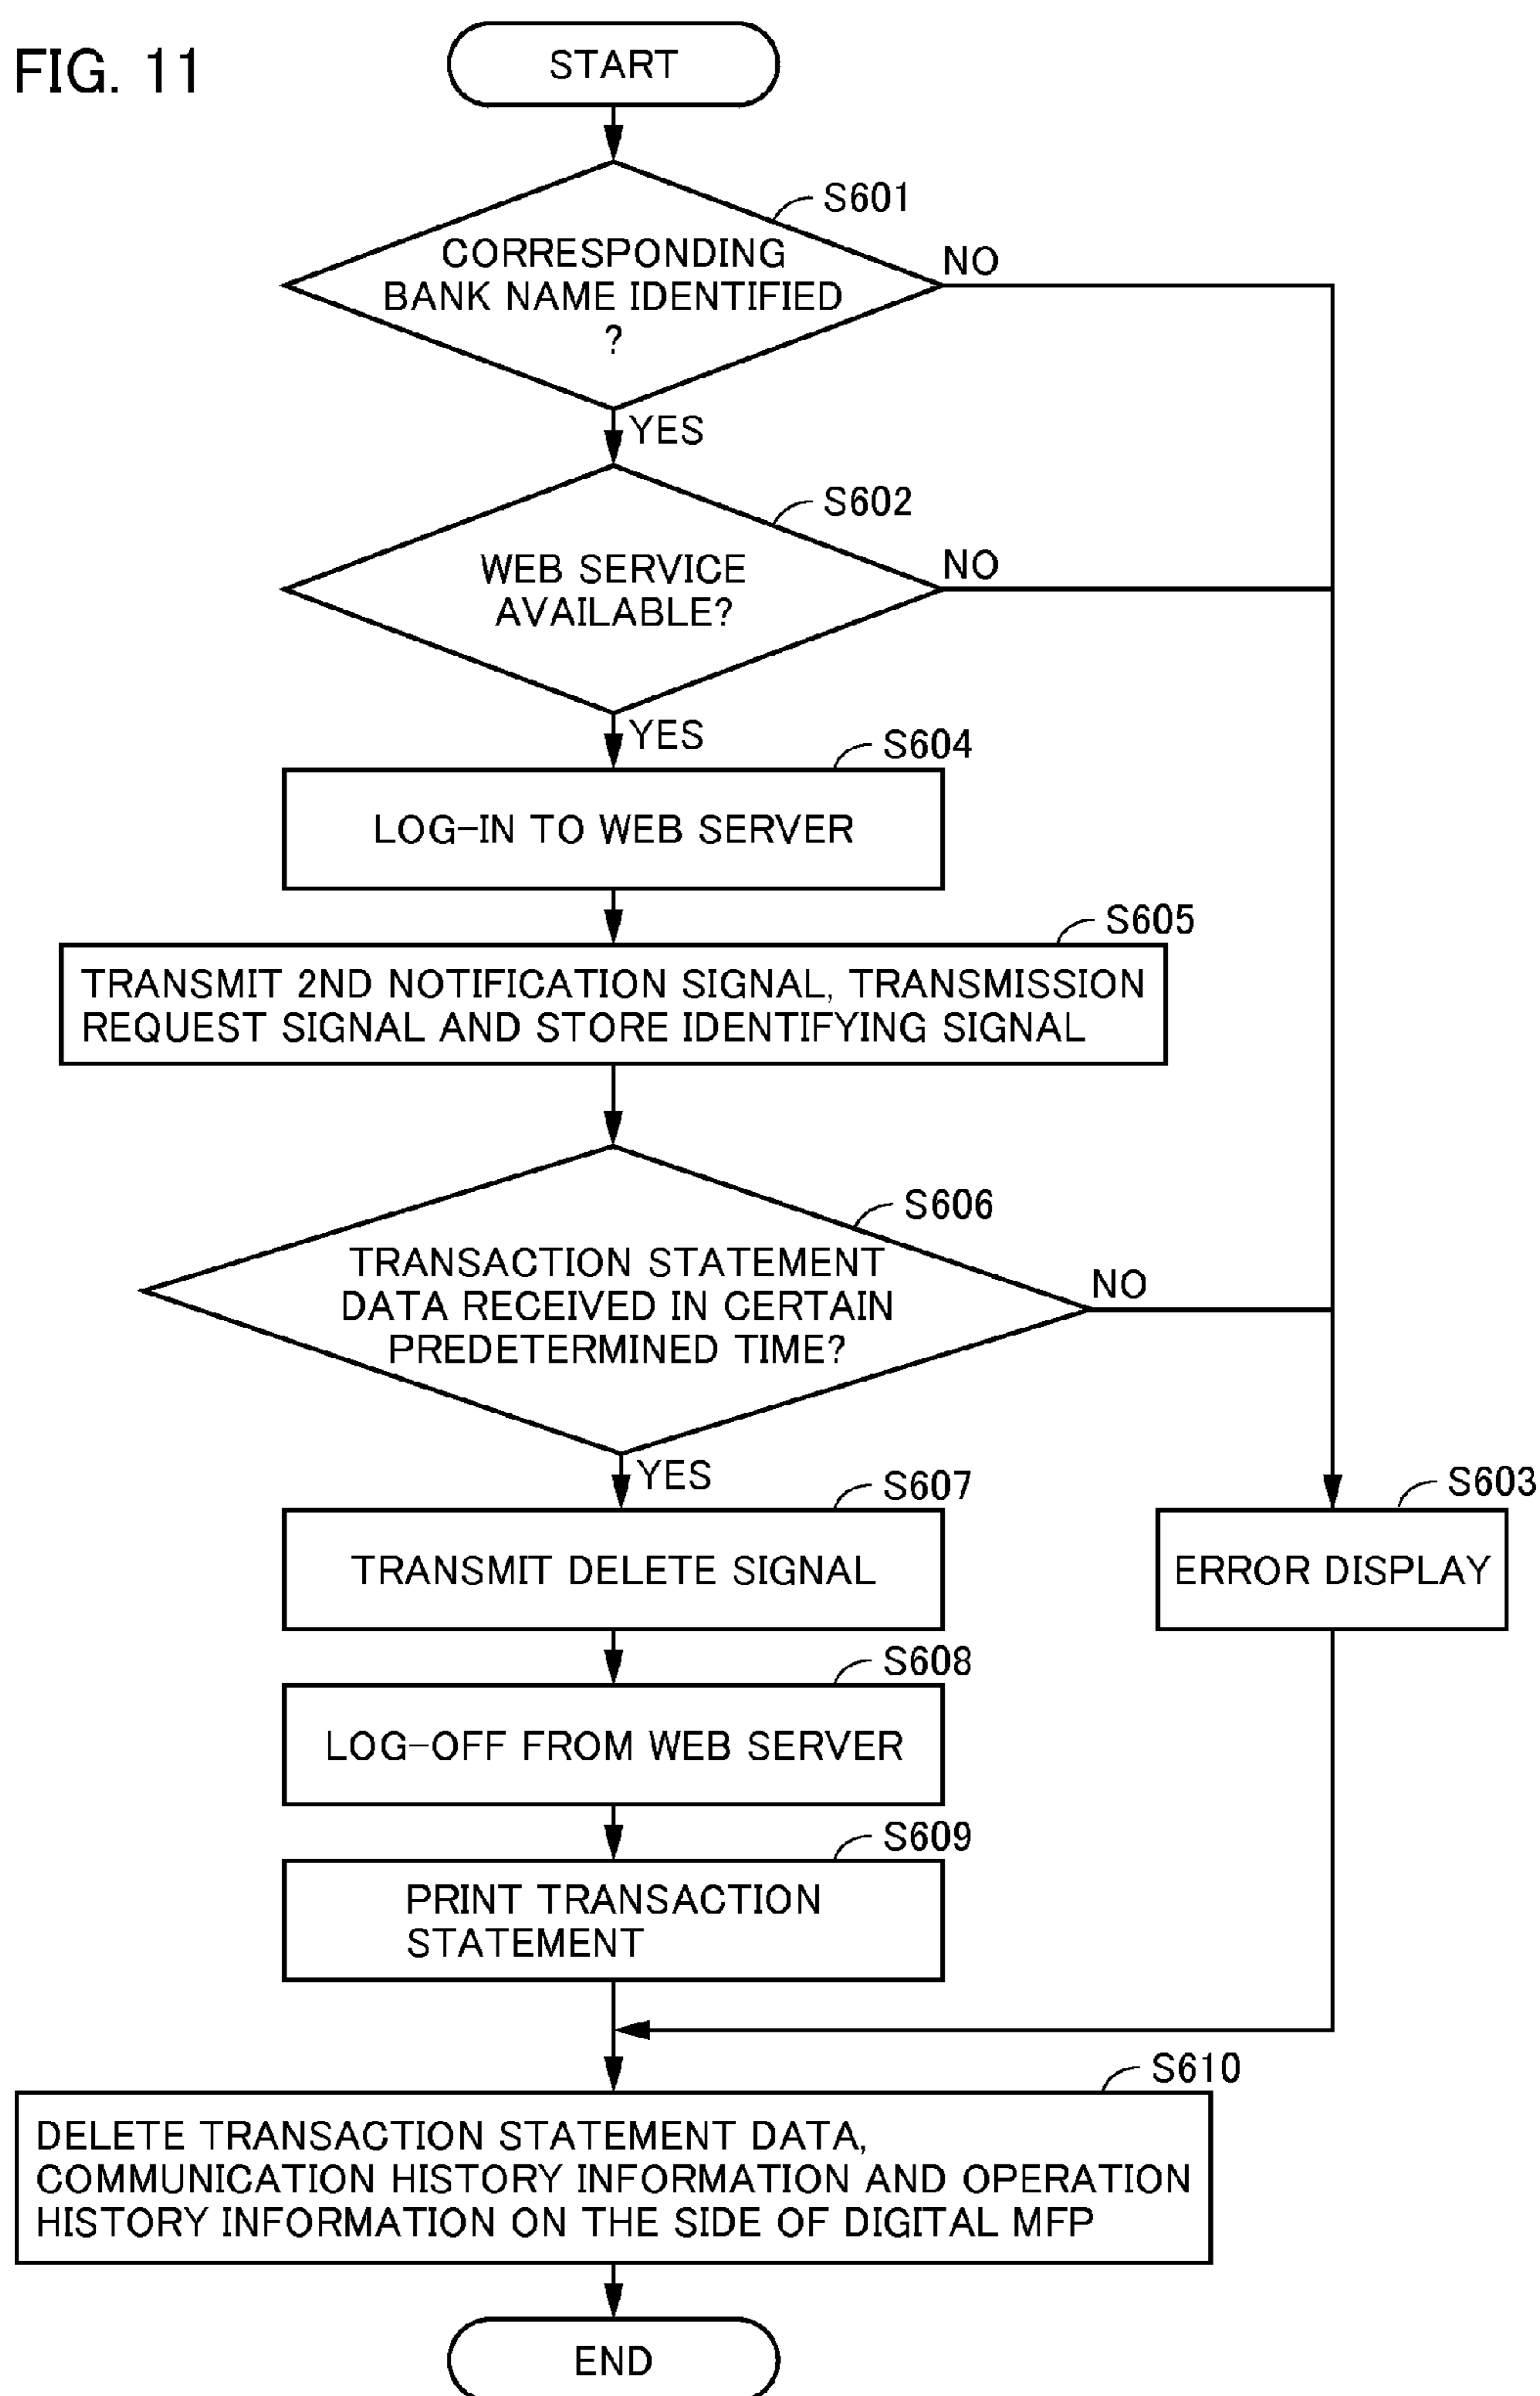 FIG. 11
START
S601
CORRESPONDING
BANK NAME IDENTIFIED
?
NO
YES
S602
WEB SERVICE
AVAILABLE?
NO
YES
S604
LOG-IN TO WEB SERVER
S605
TRANSMIT 2ND NOTIFICATION SIGNAL, TRANSMISSION
REQUEST SIGNAL AND STORE IDENTIFYING SIGNAL
S606
TRANSACTION STATEMENT
DATA RECEIVED IN CERTAIN
PREDETERMINED TIME?
NO
YES
S607
TRANSMIT DELETE SIGNAL
S603
ERROR DISPLAY
S608
LOG-OFF FROM WEB SERVER
S609
PRINT TRANSACTION
STATEMENT
S610
DELETE TRANSACTION STATEMENT DATA,
COMMUNICATION HISTORY INFORMATION AND OPERATION
HISTORY INFORMATION ON THE SIDE OF DIGITAL MFP
END